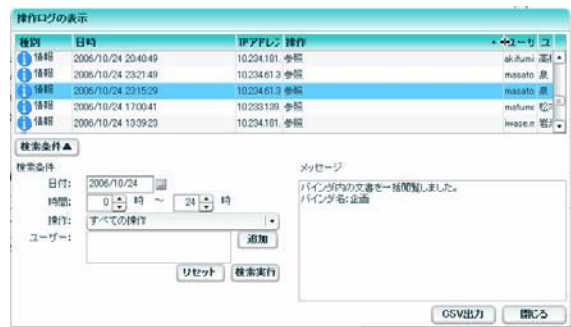 操作ログの表示
種別 日時 IPアドレス 操作 ユーザ ユ
情報 2006/10/24 20:40:49 10.234.181. 参照 akifumi
情報 2006/10/24 23:21:49 10.234.61.3 参照 masato 泉
情報 2006/10/24 23:15:29 10.234.61.3 参照 masato 泉
情報 2006/10/24 17:00:41 10.233.139. 参照 matsume 松
情報 2006/10/24 13:39:23 10.234.181. 参照 iwase.n 岩
検索条件▲
検索条件
日付: 2006/10/24
時間: 0 時 ～ 24 時
操作: すべての操作
ユーザー:
追加
リセット 検索実行
メッセージ
バインダ内の文書を一括閲覧しました。
バインダ名:企画
CSV出力 閉じる